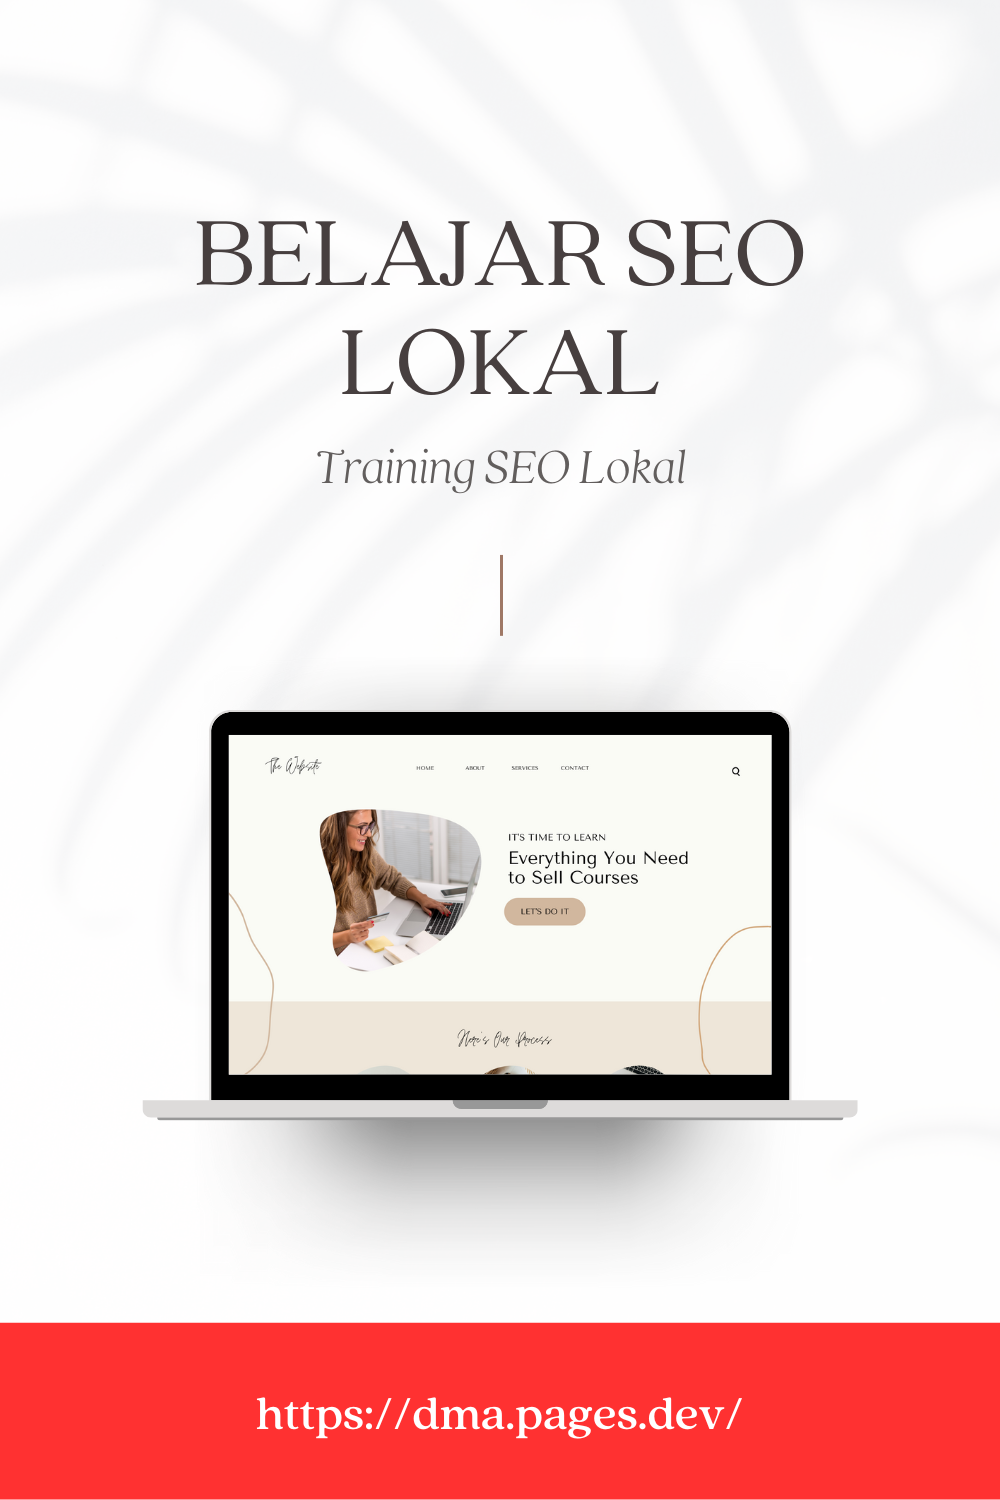 BELAJAR SEO
LOKAL
Training SEO Lokal
The Website
HOME ABOUT SERVICES CONTACT
IT'S TIME TO LEARN
Everything You Need
to Sell Courses
LET'S DO IT
Here's Our Process
https://dma.pages.dev/